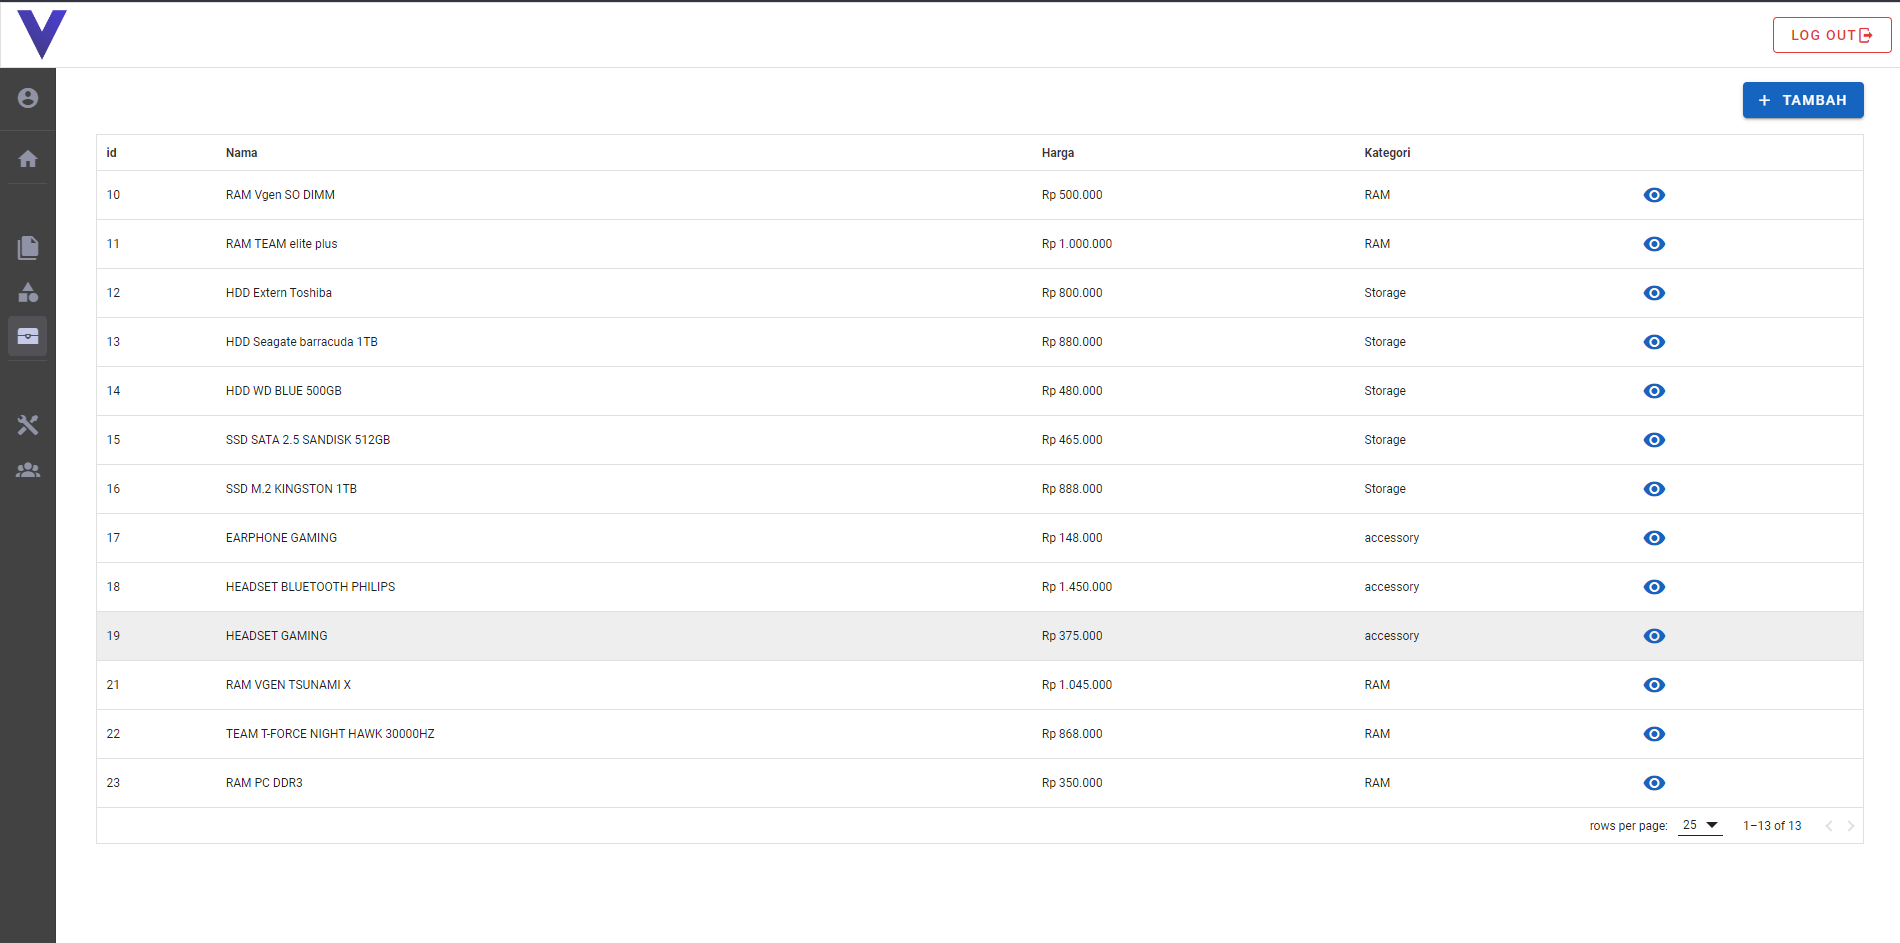 LOG OUT
+ TAMBAH
id Nama Harga Kategori
10 RAM Vgen SO DIMM Rp 500.000 RAM
11 RAM TEAM elite plus Rp 1.000.000 RAM
12 HDD Extern Toshiba Rp 800.000 Storage
13 HDD Seagate barracuda 1TB Rp 880.000 Storage
14 HDD WD BLUE 500GB Rp 480.000 Storage
15 SSD SATA 2.5 SANDISK 512GB Rp 465.000 Storage
16 SSD M.2 KINGSTON 1TB Rp 888.000 Storage
17 EARPHONE GAMING Rp 148.000 accessory
18 HEADSET BLUETOOTH PHILIPS Rp 1.450.000 accessory
19 HEADSET GAMING Rp 375.000 accessory
21 RAM VGEN TSUNAMI X Rp 1.045.000 RAM
22 TEAM T-FORCE NIGHT HAWK 30000HZ Rp 868.000 RAM
23 RAM PC DDR3 Rp 350.000 RAM
rows per page: 25 1–13 of 13